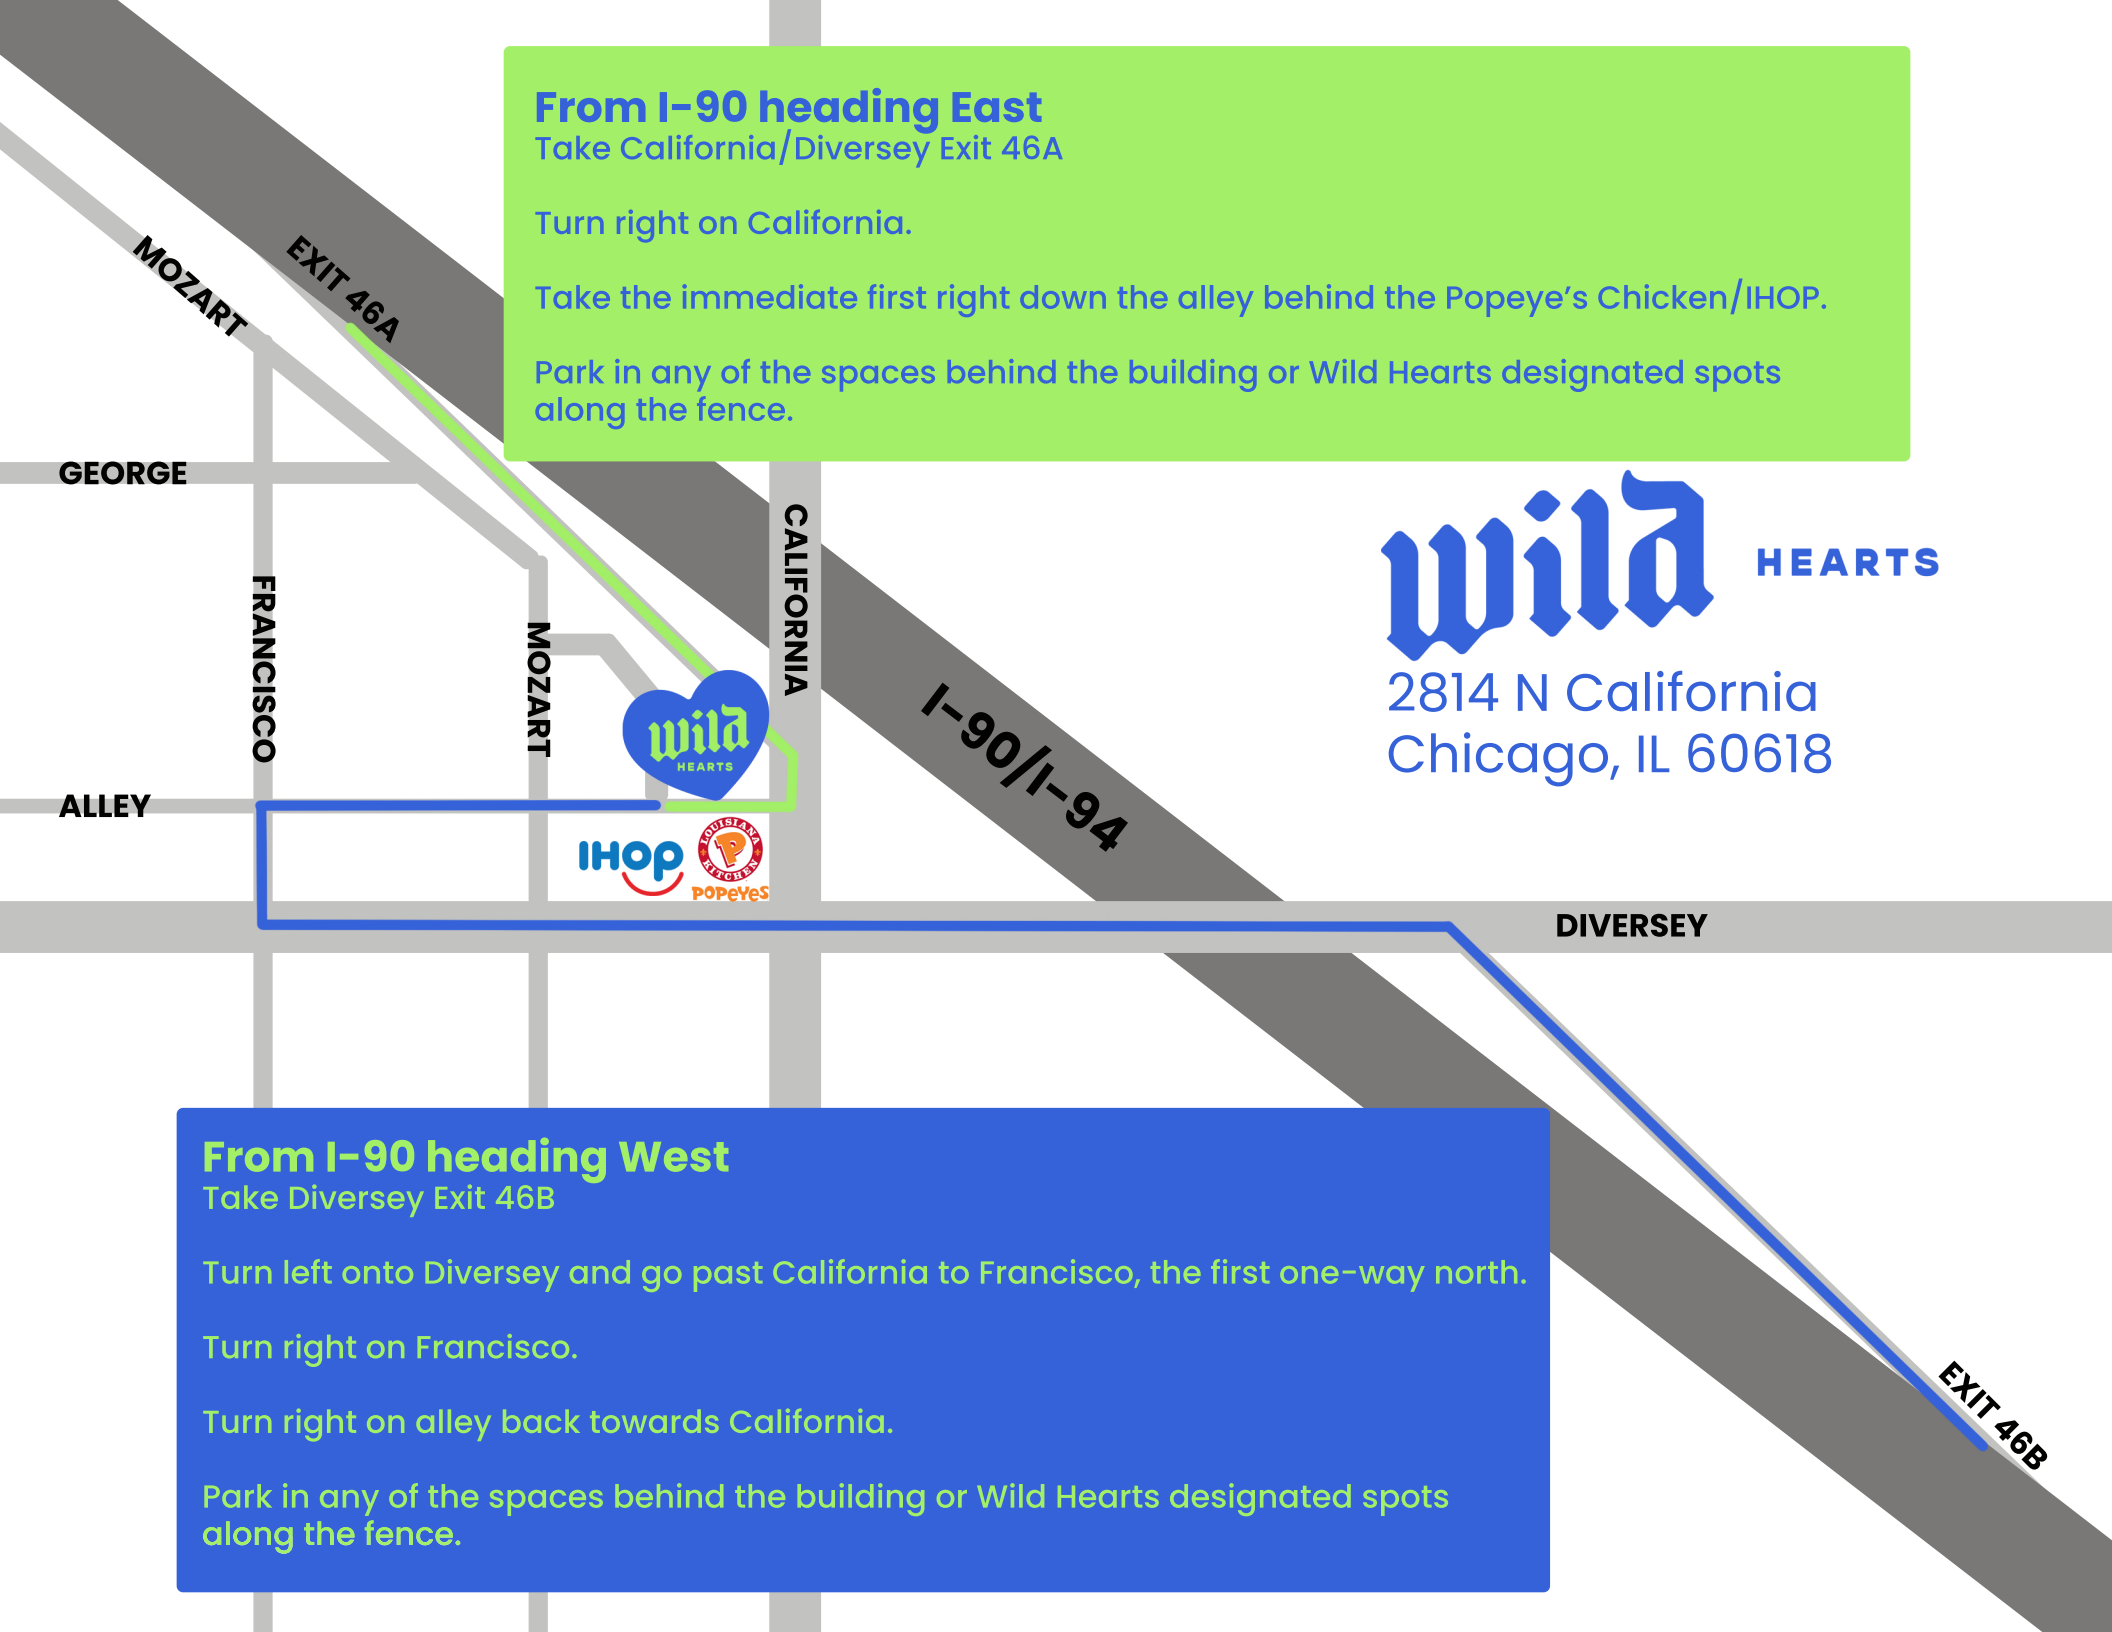 From I-90 heading East
Take California/Diversey Exit 46A
Turn right on California.
Take the immediate first right down the alley behind the Popeye's Chicken/IHOP.
Park in any of the spaces behind the building or Wild Hearts designated spots
along the fence.
MOZART
EXIT 46A
GEORGE
FRANCISCO
MOZART
CALIFORNIA
wild
HEARTS
2814 N California
Chicago, IL 60618
wild
HEARTS
I-90/I-94
ALLEY
IHOP
LOUISIANA
KITCHEN
P
POPEYES
DIVERSEY
From I-90 heading West
Take Diversey Exit 46B
Turn left onto Diversey and go past California to Francisco, the first one-way north.
Turn right on Francisco.
Turn right on alley back towards California.
Park in any of the spaces behind the building or Wild Hearts designated spots
along the fence.
EXIT 46B